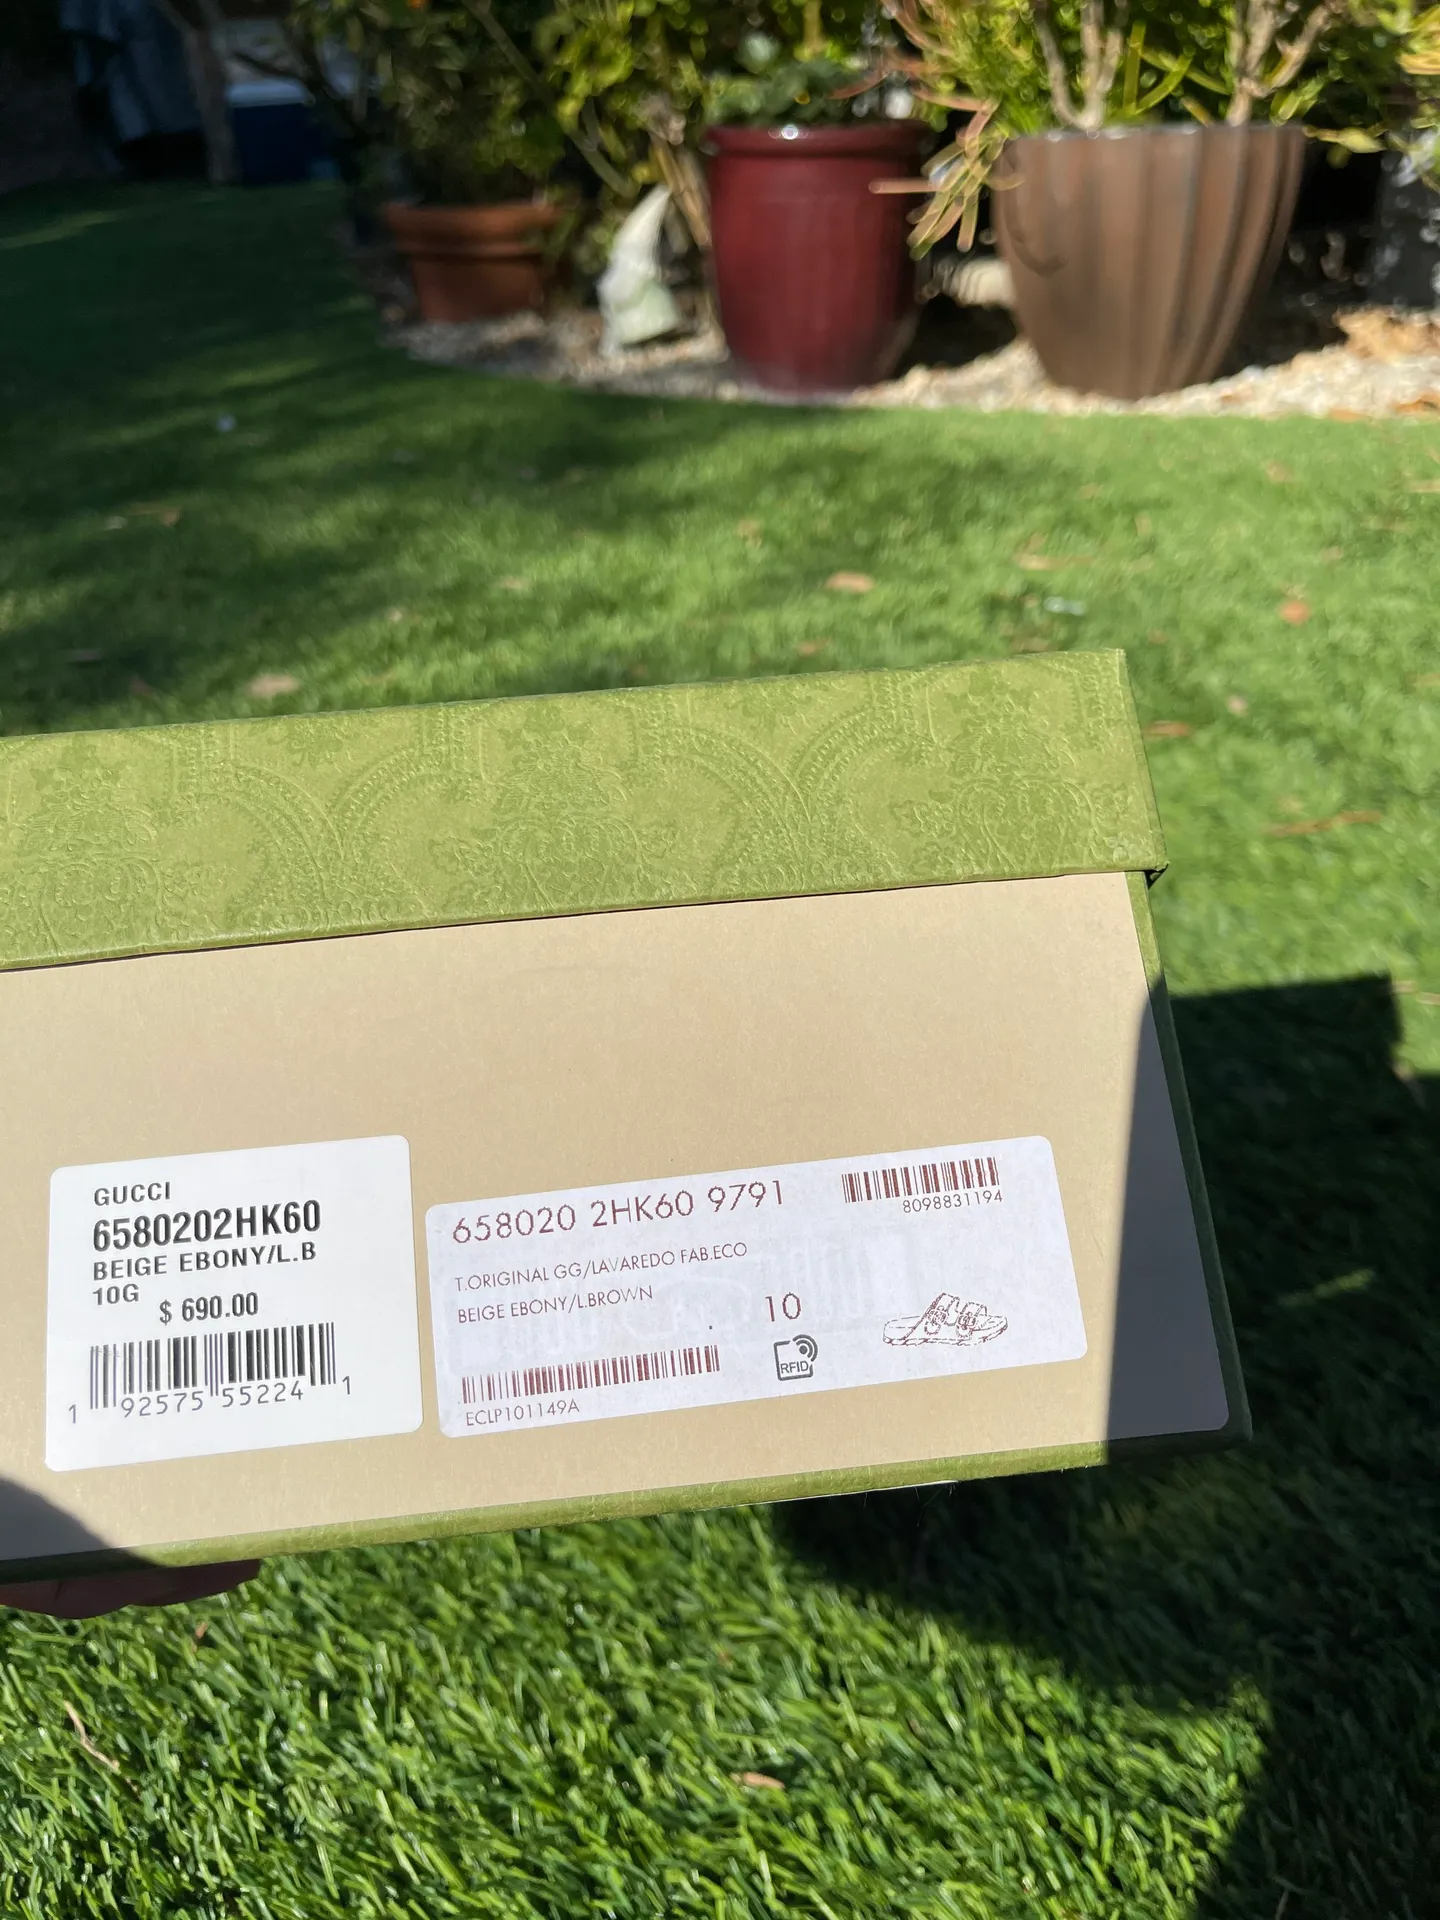 GUCCI
6580202HK60
BEIGE EBONY/L.B
10G
$ 690.00
1 92575 55224 1
658020 2HK60 9791
8098831194
T.ORIGINAL GG/LAVAREDO FAB.ECO
BEIGE EBONY/L.BROWN
10
RFID
ECLP101149A